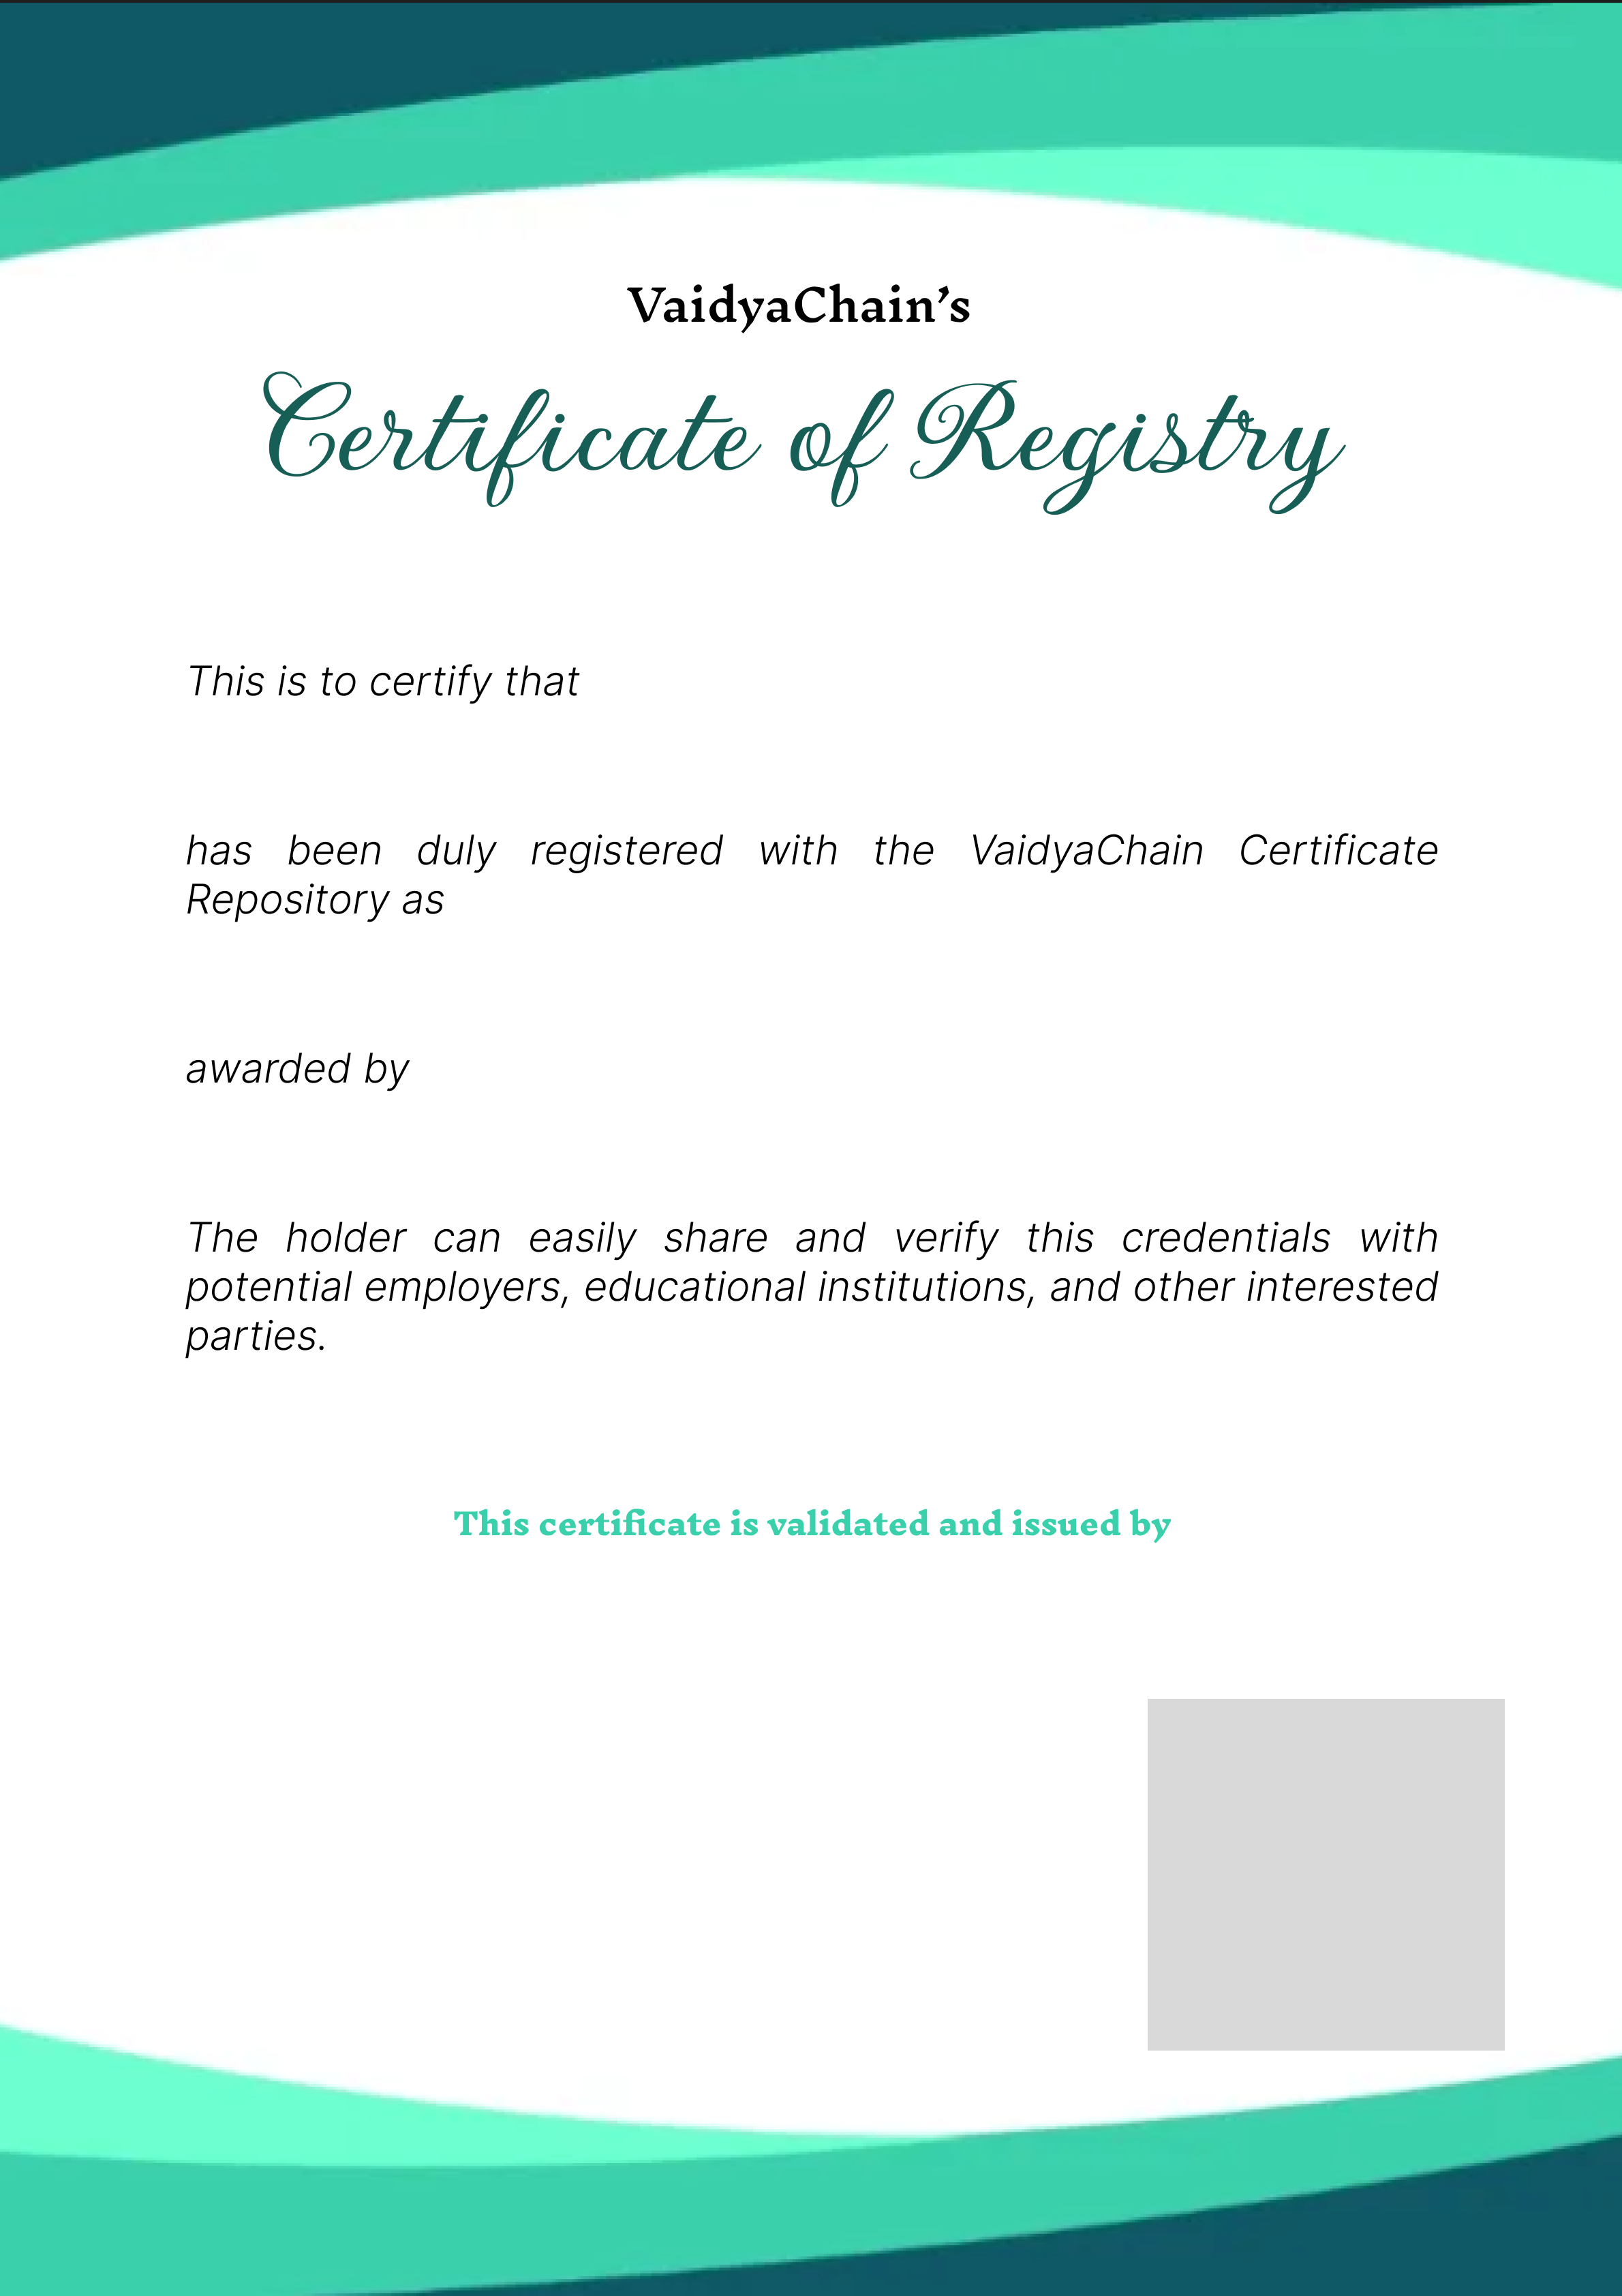 VaidyaChain’s
Certificate of Registry
This is to certify that
has been duly registered with the VaidyaChain Certificate
Repository as
awarded by
The holder can easily share and verify this credentials with
potential employers, educational institutions, and other interested
parties.
This certificate is validated and issued by